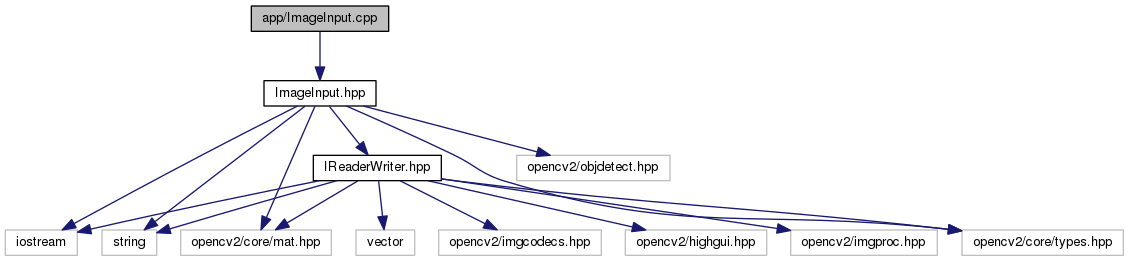 app/ImageInput.cpp
ImageInput.hpp
IReaderWriter.hpp
opencv2/objdetect.hpp
iostream
string
opencv2/core/mat.hpp
vector
opencv2/imgcodecs.hpp
opencv2/highgui.hpp
opencv2/imgproc.hpp
opencv2/core/types.hpp